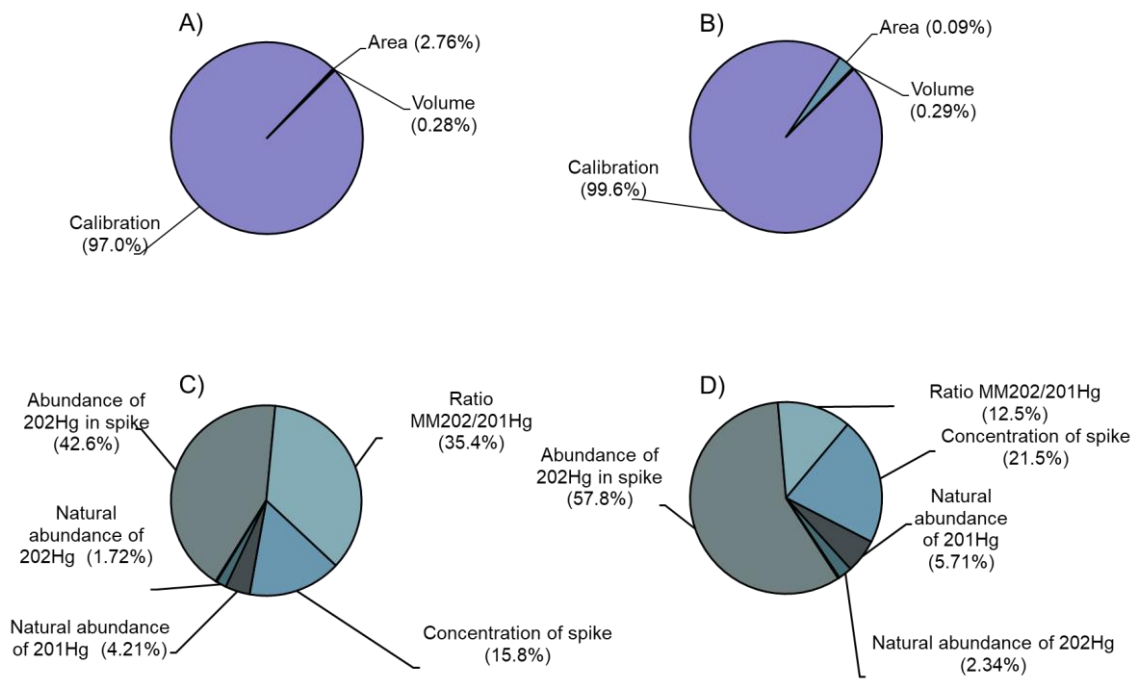 A)
Area (2.76%)
Volume
(0.28%)
Calibration
(97.0%)
B)
Area (0.09%)
Volume
(0.29%)
Calibration
(99.6%)
C)
Abundance of
202Hg in spike
(42.6%)
Ratio
MM202/201Hg
(35.4%)
Natural
abundance of
202Hg (1.72%)
Natural abundance
of 201Hg (4.21%)
Concentration of spike
(15.8%)
D)
Ratio MM202/201Hg
(12.5%)
Concentration of spike
(21.5%)
Abundance of
202Hg in spike
(57.8%)
Natural
abundance
of 201Hg
(5.71%)
Natural abundance of 202Hg
(2.34%)